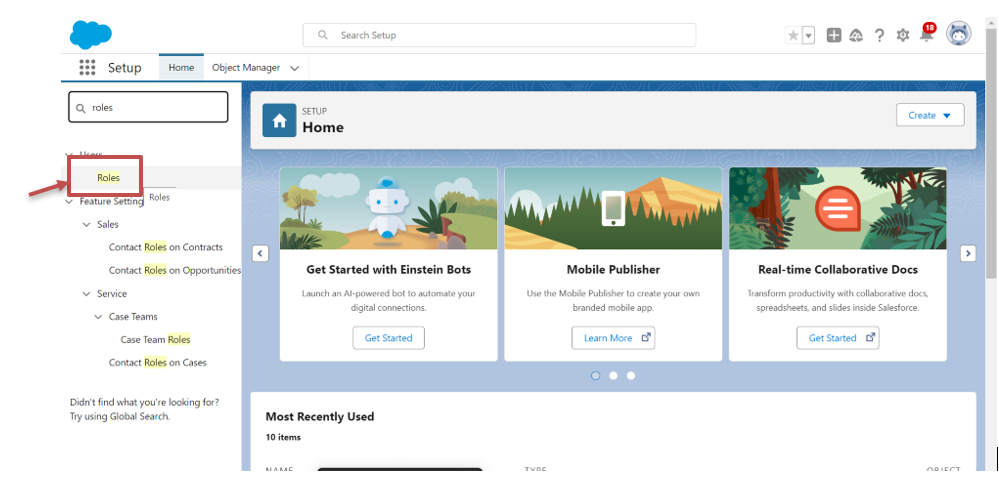 Search Setup
18
Setup
Home
Object Manager
roles
SETUP
Home
Create
Users
Roles
Roles
Feature Setting
Sales
Contact Roles on Contracts
Contact Roles on Opportunities
Service
Case Teams
Case Team Roles
Contact Roles on Cases
Didn't find what you're looking for?
Try using Global Search.
Get Started with Einstein Bots
Launch an AI-powered bot to automate your
digital connections.
Get Started
Mobile Publisher
Use the Mobile Publisher to create your own
branded mobile app.
Learn More
Real-time Collaborative Docs
Transform productivity with collaborative docs,
spreadsheets, and slides inside Salesforce.
Get Started
Most Recently Used
10 items
NAME
TYPE
OBJECT